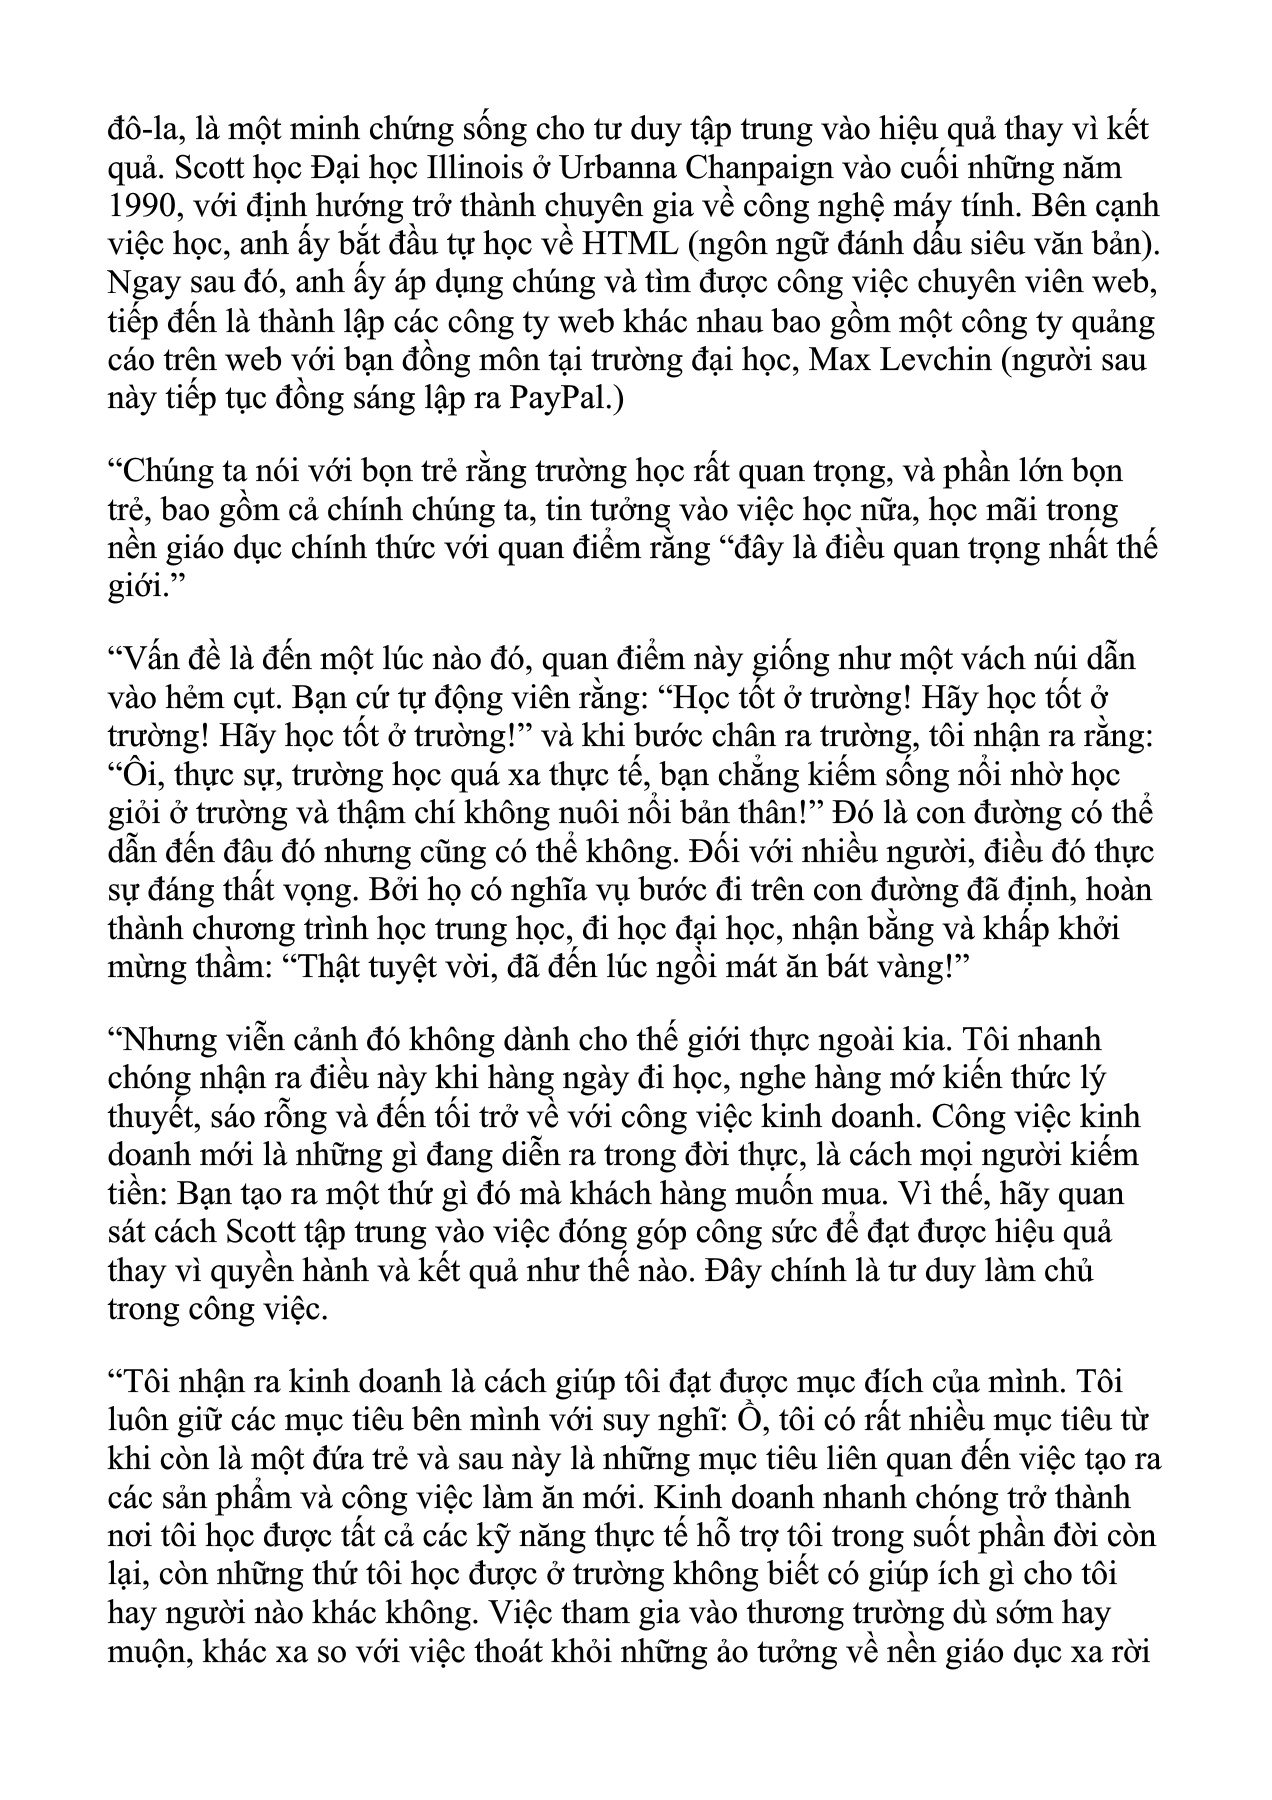 đô-la, là một minh chứng sống cho tư duy tập trung vào hiệu quả thay vì kết
quả. Scott học Đại học Illinois ở Urbanna Chanpaign vào cuối những năm
1990, với định hướng trở thành chuyên gia về công nghệ máy tính. Bên cạnh
việc học, anh ấy bắt đầu tự học về HTML (ngôn ngữ đánh dấu siêu văn bản).
Ngay sau đó, anh ấy áp dụng chúng và tìm được công việc chuyên viên web,
tiếp đến là thành lập các công ty web khác nhau bao gồm một công ty quảng
cáo trên web với bạn đồng môn tại trường đại học, Max Levchin (người sau
này tiếp tục đồng sáng lập ra PayPal.)
“Chúng ta nói với bọn trẻ rằng trường học rất quan trọng, và phần lớn bọn
trẻ, bao gồm cả chính chúng ta, tin tưởng vào việc học nữa, học mãi trong
nền giáo dục chính thức với quan điểm rằng “đây là điều quan trọng nhất thế
giới.”
“Vấn đề là đến một lúc nào đó, quan điểm này giống như một vách núi dẫn
vào hẻm cụt. Bạn cứ tự động viên rằng: “Học tốt ở trường! Hãy học tốt ở
trường! Hãy học tốt ở trường!” và khi bước chân ra trường, tôi nhận ra rằng:
“Ôi, thực sự, trường học quá xa thực tế, bạn chẳng kiếm sống nổi nhờ học
giỏi ở trường và thậm chí không nuôi nổi bản thân!” Đó là con đường có thể
dẫn đến đâu đó nhưng cũng có thể không. Đối với nhiều người, điều đó thực
sự đáng thất vọng. Bởi họ có nghĩa vụ bước đi trên con đường đã định, hoàn
thành chương trình học trung học, đi học đại học, nhận bằng và khấp khởi
mừng thầm: “Thật tuyệt vời, đã đến lúc ngồi mát ăn bát vàng!”
“Nhưng viễn cảnh đó không dành cho thế giới thực ngoài kia. Tôi nhanh
chóng nhận ra điều này khi hàng ngày đi học, nghe hàng mớ kiến thức lý
thuyết, sáo rỗng và đến tối trở về với công việc kinh doanh. Công việc kinh
doanh mới là những gì đang diễn ra trong đời thực, là cách mọi người kiếm
tiền: Bạn tạo ra một thứ gì đó mà khách hàng muốn mua. Vì thế, hãy quan
sát cách Scott tập trung vào việc đóng góp công sức để đạt được hiệu quả
thay vì quyền hành và kết quả như thế nào. Đây chính là tư duy làm chủ
trong công việc.
“Tôi nhận ra kinh doanh là cách giúp tôi đạt được mục đích của mình. Tôi
luôn giữ các mục tiêu bên mình với suy nghĩ: Ồ, tôi có rất nhiều mục tiêu từ
khi còn là một đứa trẻ và sau này là những mục tiêu liên quan đến việc tạo ra
các sản phẩm và công việc làm ăn mới. Kinh doanh nhanh chóng trở thành
nơi tôi học được tất cả các kỹ năng thực tế hỗ trợ tôi trong suốt phần đời còn
lại, còn những thứ tôi học được ở trường không biết có giúp ích gì cho tôi
hay người nào khác không. Việc tham gia vào thương trường dù sớm hay
muộn, khác xa so với việc thoát khỏi những ảo tưởng về nền giáo dục xa rời